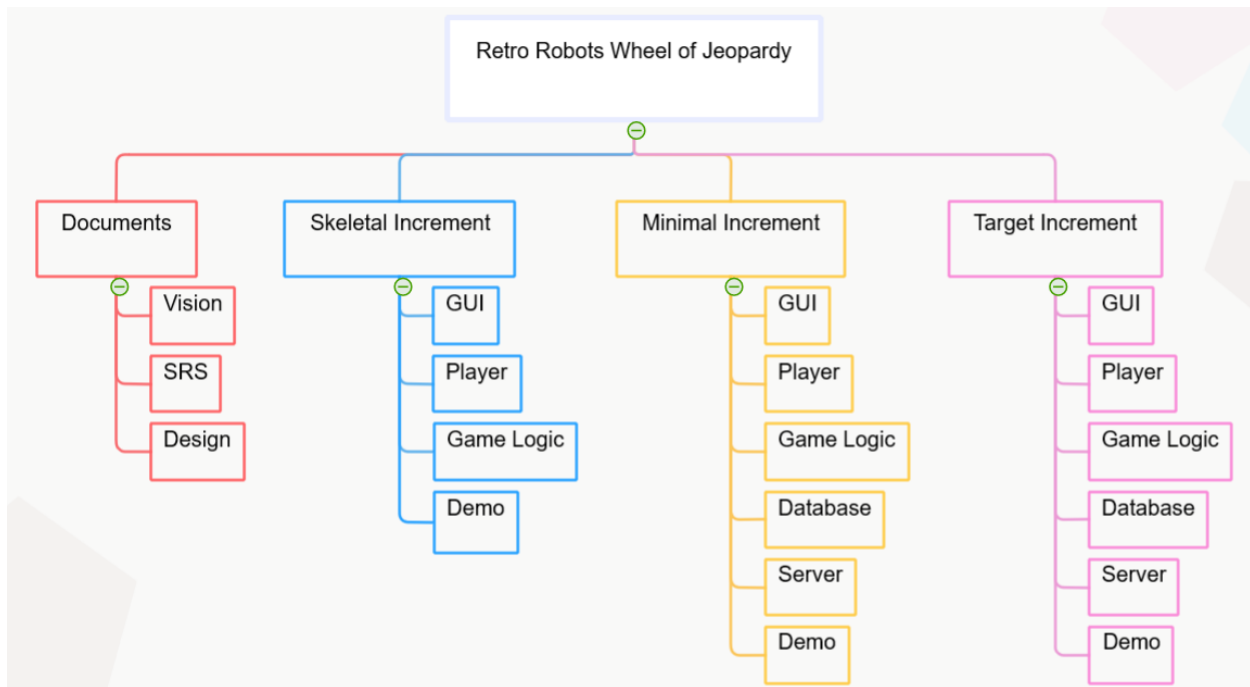 Retro Robots Wheel of Jeopardy
Documents
Vision
SRS
Design
Skeletal Increment
GUI
Player
Game Logic
Demo
Minimal Increment
GUI
Player
Game Logic
Database
Server
Demo
Target Increment
GUI
Player
Game Logic
Database
Server
Demo